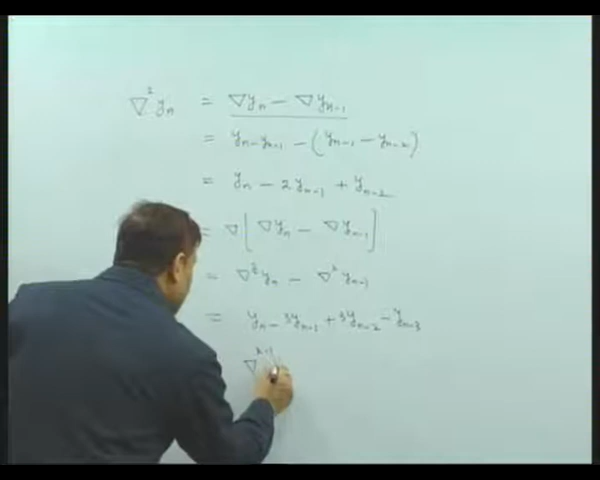 ∇²yₙ = ∇yₙ − ∇yₙ₋₁
= yₙ − yₙ₋₁ − (yₙ₋₁ − yₙ₋₂)
= yₙ − 2yₙ₋₁ + yₙ₋₂
= ∇[∇yₙ − ∇yₙ₋₁]
= ∇²yₙ − ∇²yₙ₋₁
= yₙ − 3yₙ₋₁ + 3yₙ₋₂ − yₙ₋₃